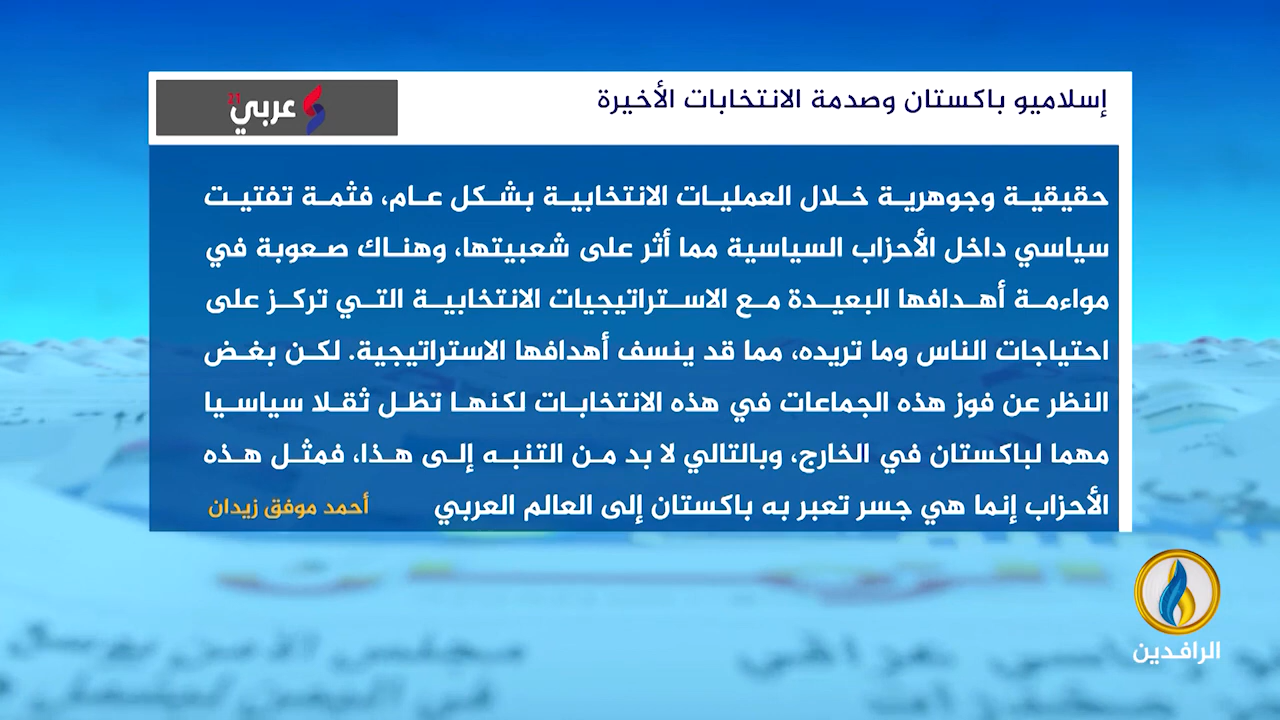 إسلاميو باكستان وصدمة الانتخابات الأخيرة
عربي 21
حقيقية وجوهرية خلال العمليات الانتخابية بشكل عام، فثمة تفتيت
سياسي داخل الأحزاب السياسية مما أثر على شعبيتها، وهناك صعوبة في
مواءمة أهدافها البعيدة مع الاستراتيجيات الانتخابية التي تركز على
احتياجات الناس وما تريده، مما قد ينسف أهدافها الاستراتيجية. لكن بغض
النظر عن فوز هذه الجماعات في هذه الانتخابات لكنها تظل ثقلا سياسيا
مهما لباكستان في الخارج، وبالتالي لا بد من التنبه إلى هذا، فمثل هذه
الأحزاب إنما هي جسر تعبر به باكستان إلى العالم العربي
أحمد موفق زيدان
الرافدين
مجلس الأمن
في اليمن